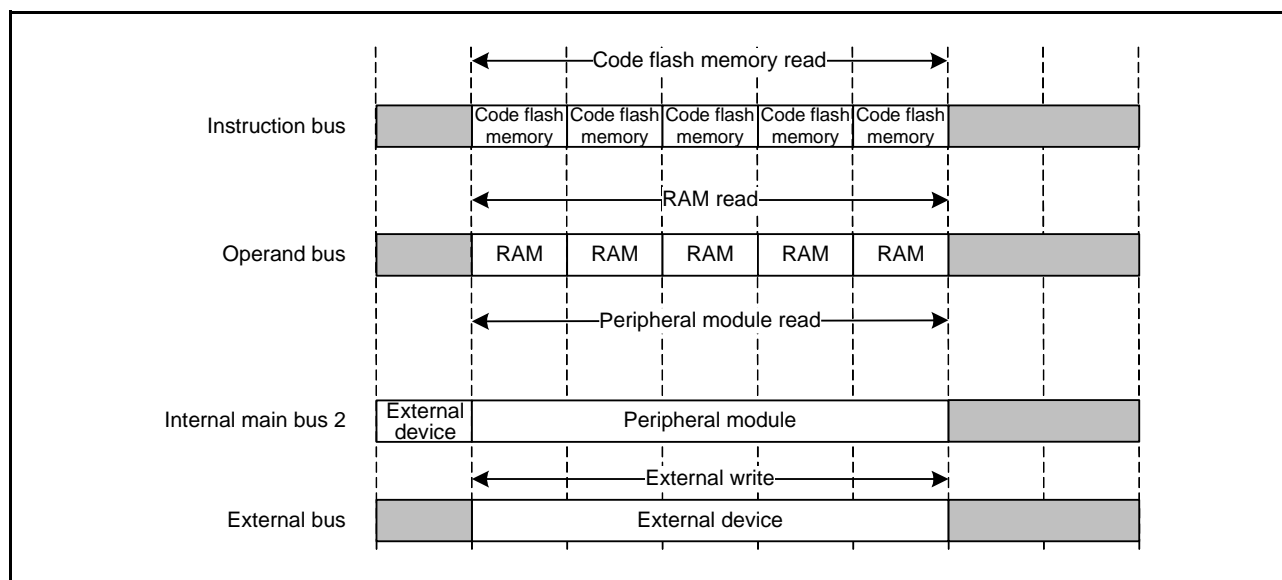 Code flash memory read
Instruction bus
Code flash memory
Code flash memory
Code flash memory
Code flash memory
Code flash memory
RAM read
Operand bus
RAM
RAM
RAM
RAM
RAM
Peripheral module read
Internal main bus 2
External device
Peripheral module
External write
External bus
External device